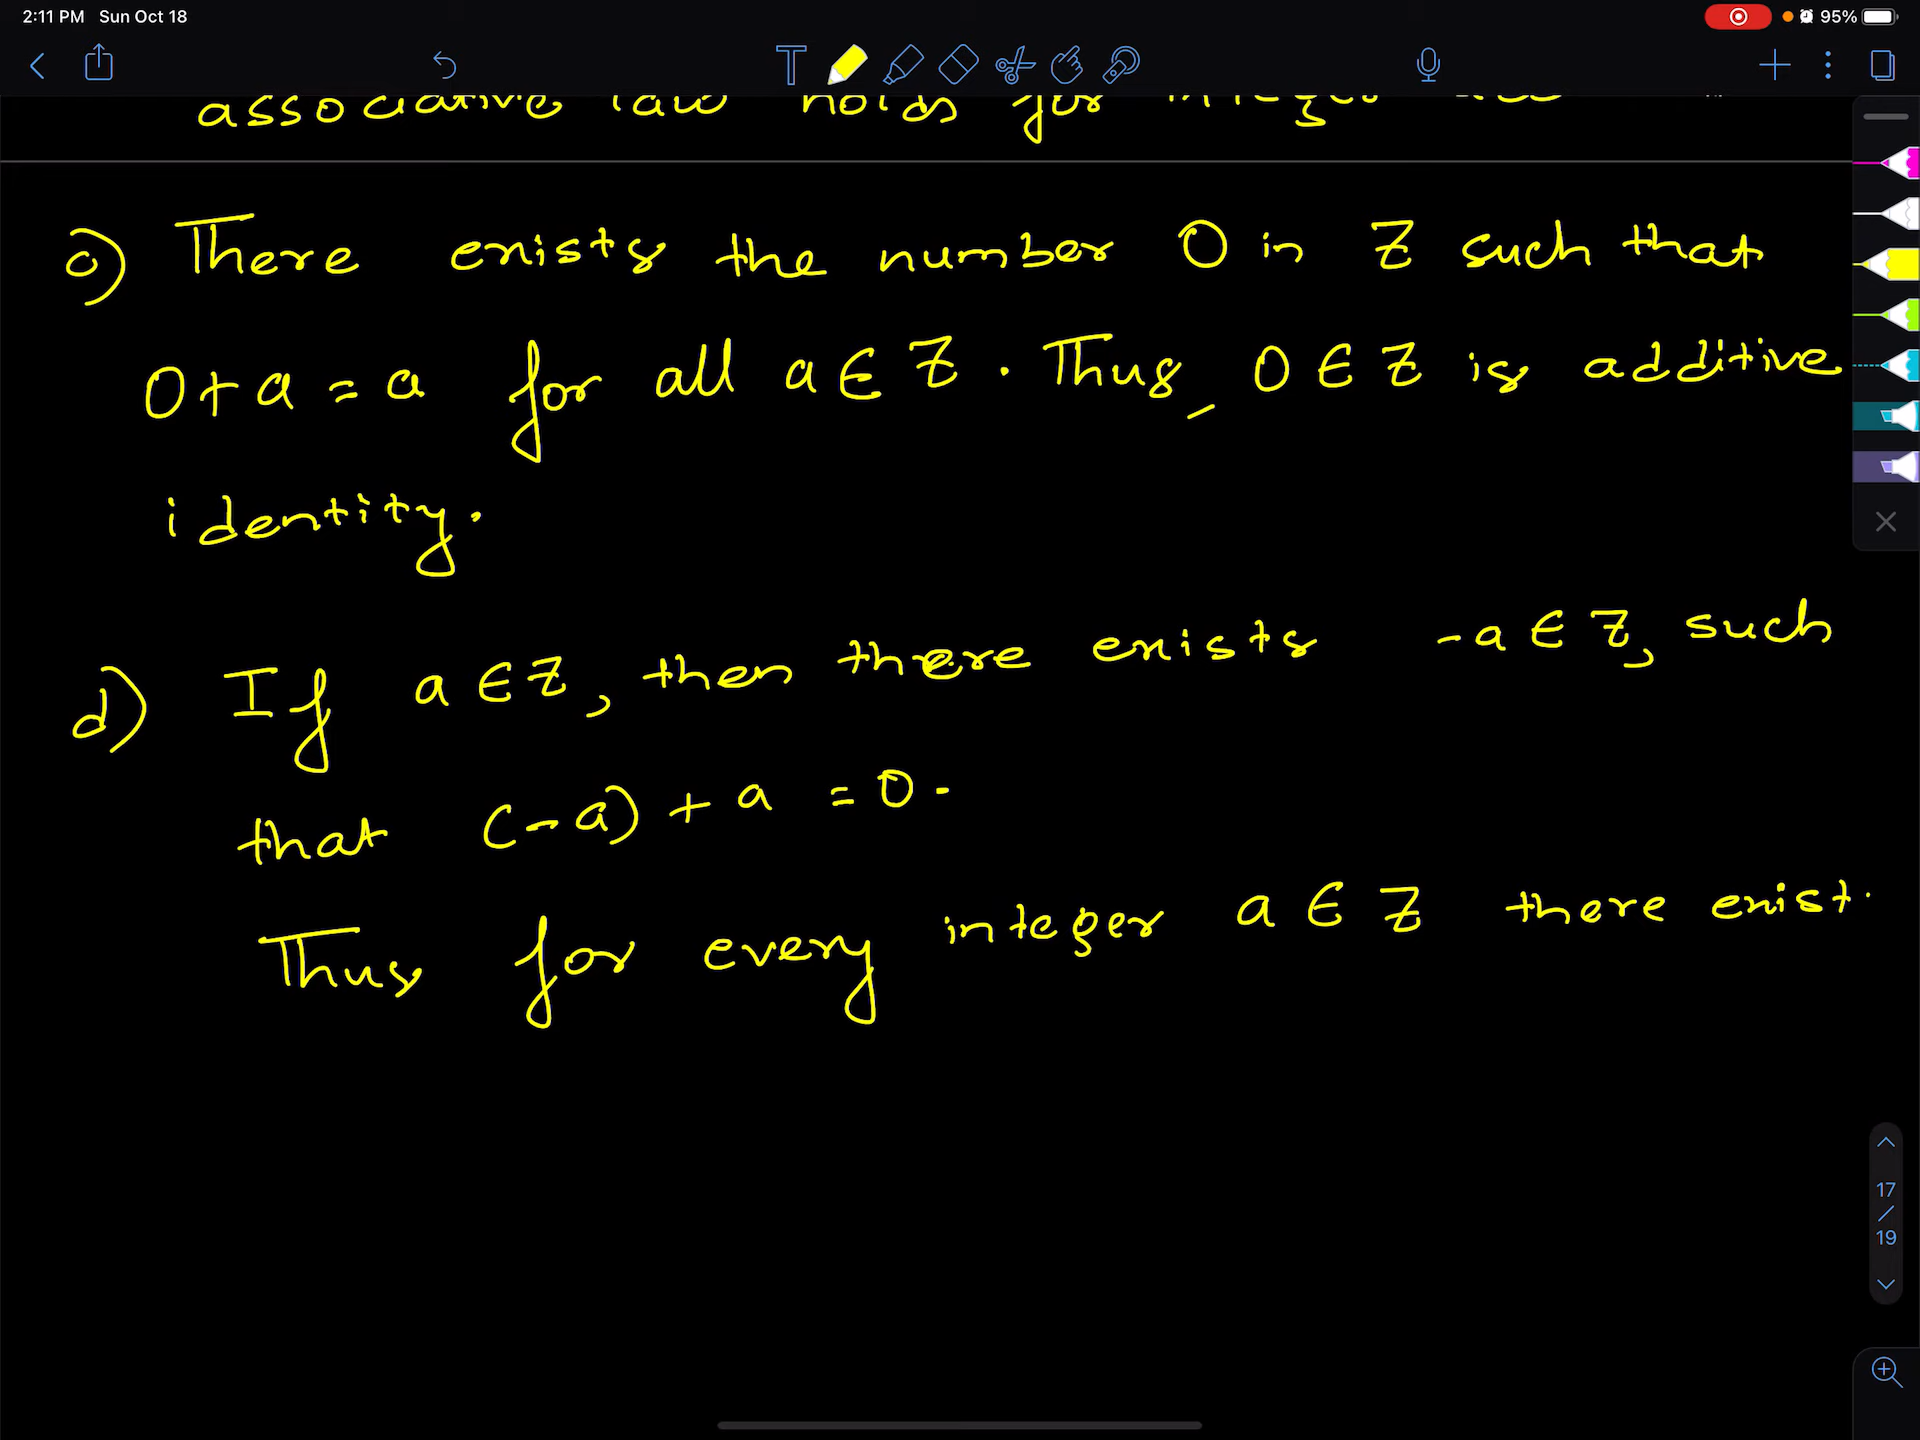 2:11 PM Sun Oct 18
95%
associative law holds for integer
c) There exists the number 0 in Z such that
0 + a = a for all a ∈ Z. Thus, 0 ∈ Z is additive
identity.
d) If a ∈ Z, then there exists -a ∈ Z, such
that (-a) + a = 0.
Thus for every integer a ∈ Z there exist.
17
/
19